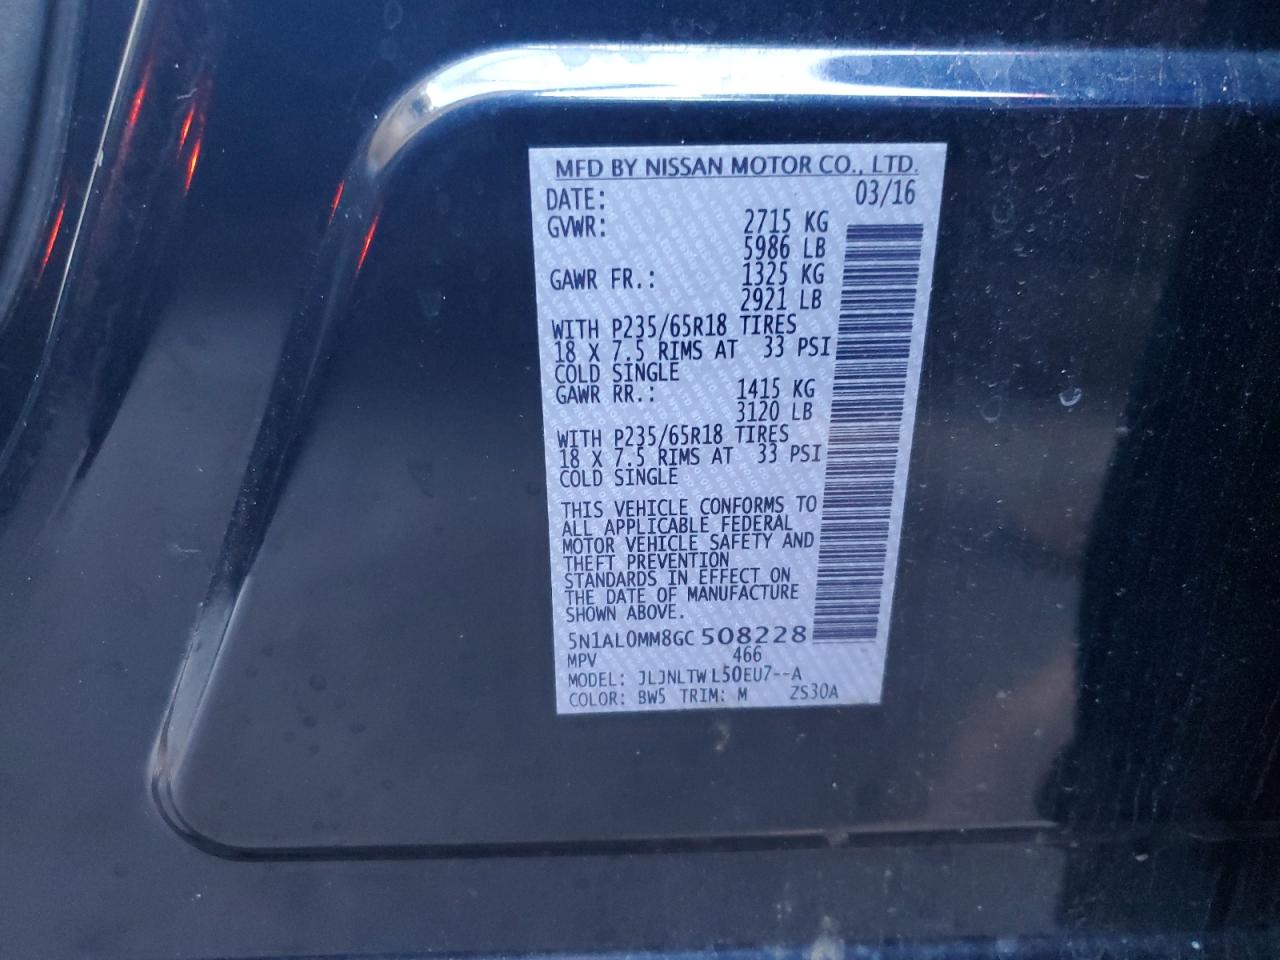 MFD BY NISSAN MOTOR CO., LTD.
DATE: 03/16
GVWR: 2715 KG
5986 LB
GAWR FR.: 1325 KG
2921 LB
WITH P235/65R18 TIRES
18 X 7.5 RIMS AT 33 PSI
COLD SINGLE
GAWR RR.: 1415 KG
3120 LB
WITH P235/65R18 TIRES
18 X 7.5 RIMS AT 33 PSI
COLD SINGLE
THIS VEHICLE CONFORMS TO
ALL APPLICABLE FEDERAL
MOTOR VEHICLE SAFETY AND
THEFT PREVENTION
STANDARDS IN EFFECT ON
THE DATE OF MANUFACTURE
SHOWN ABOVE.
5N1AL0MM8GC 508228
MPV 466
MODEL: JLJNLTWL50EU7--A
COLOR: BW5 TRIM: M ZS30A